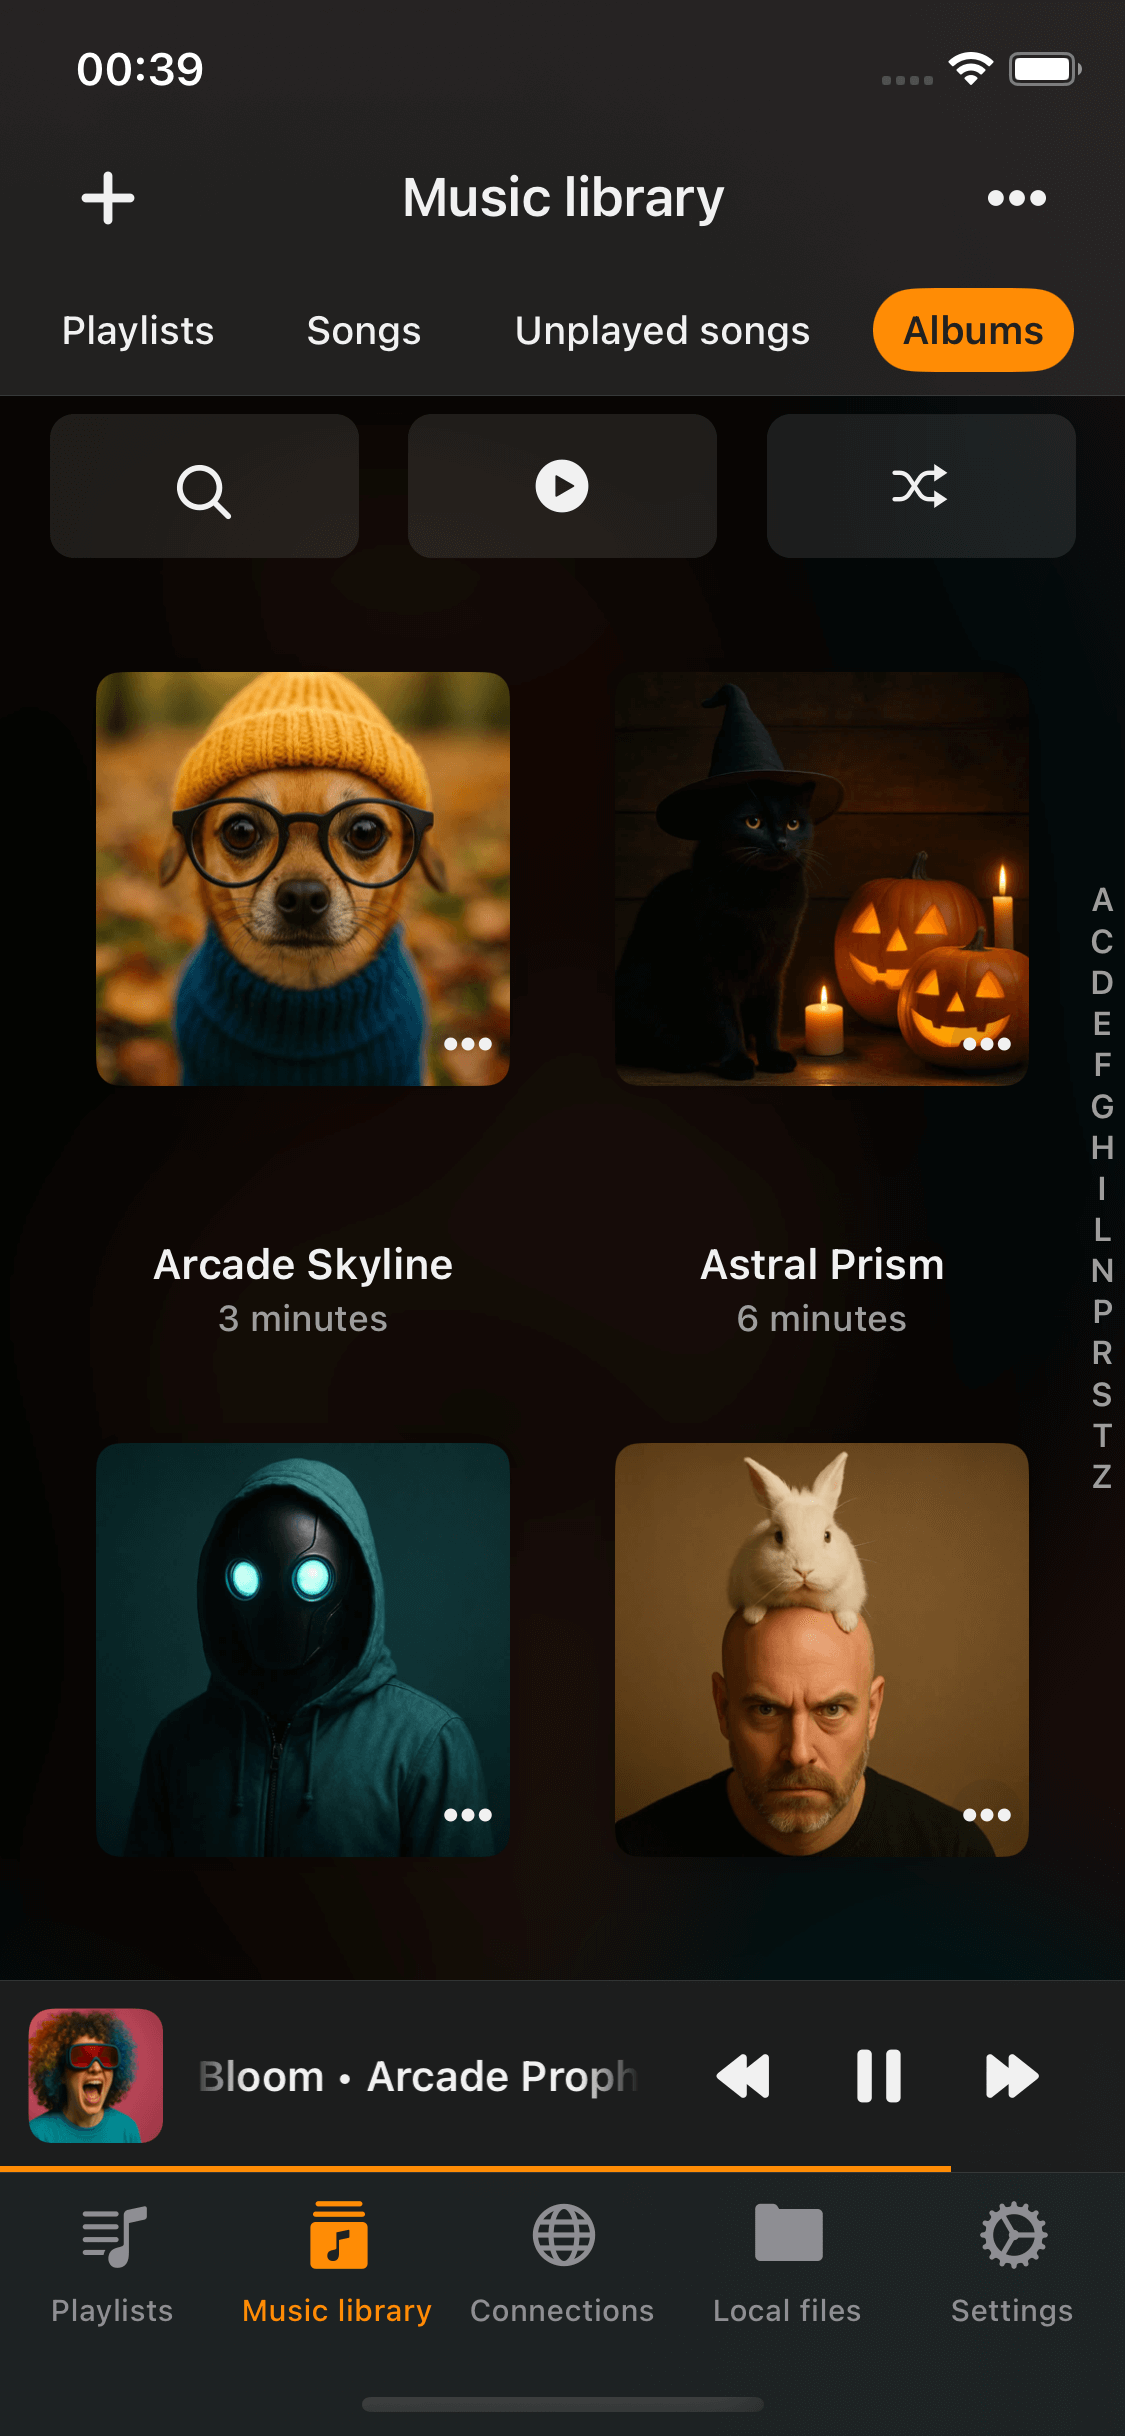 00:39
Music library
Playlists
Songs
Unplayed songs
Albums
Arcade Skyline
3 minutes
Astral Prism
6 minutes
A
C
D
E
F
G
H
I
L
N
P
R
S
T
Z
Bloom • Arcade Proph
Playlists
Music library
Connections
Local files
Settings